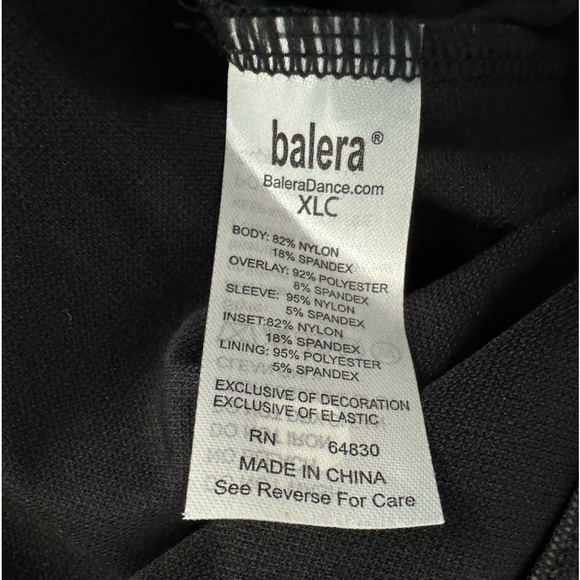 balera®
BaleraDance.com
XLC
BODY: 82% NYLON
18% SPANDEX
OVERLAY: 92% POLYESTER
8% SPANDEX
SLEEVE: 95% NYLON
5% SPANDEX
INSET:82% NYLON
18% SPANDEX
LINING: 95% POLYESTER
5% SPANDEX
EXCLUSIVE OF DECORATION
EXCLUSIVE OF ELASTIC
RN 64830
MADE IN CHINA
See Reverse For Care